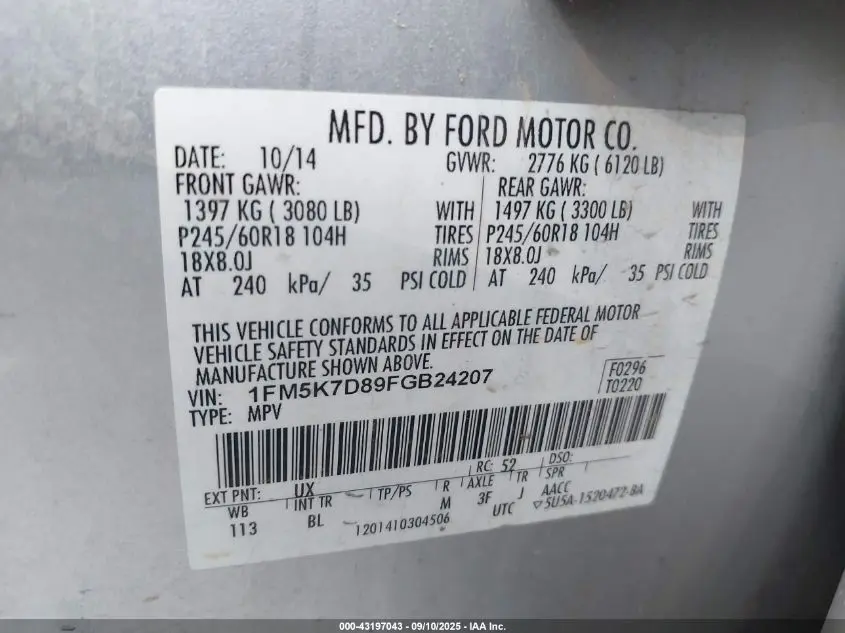 MFD. BY FORD MOTOR CO.
DATE: 10/14 GVWR: 2776 KG ( 6120 LB)
FRONT GAWR: REAR GAWR:
1397 KG ( 3080 LB) WITH 1497 KG ( 3300 LB) WITH
P245/60R18 104H TIRES P245/60R18 104H TIRES
18X8.0J RIMS 18X8.0J RIMS
AT 240 kPa/ 35 PSI COLD AT 240 kPa/ 35 PSI COLD
THIS VEHICLE CONFORMS TO ALL APPLICABLE FEDERAL MOTOR
VEHICLE SAFETY STANDARDS IN EFFECT ON THE DATE OF
MANUFACTURE SHOWN ABOVE.
VIN: 1FM5K7D89FGB24207 F0296
TYPE: MPV T0220
EXT PNT: UX RC: 52 DSO:
WB INT TR TP/PS R AXLE TR SPR
113 BL M 3F J AACC
1201410304506 UTC ▽5U5A-1520472-BA
000-43197043 - 09/10/2025 - IAA Inc.